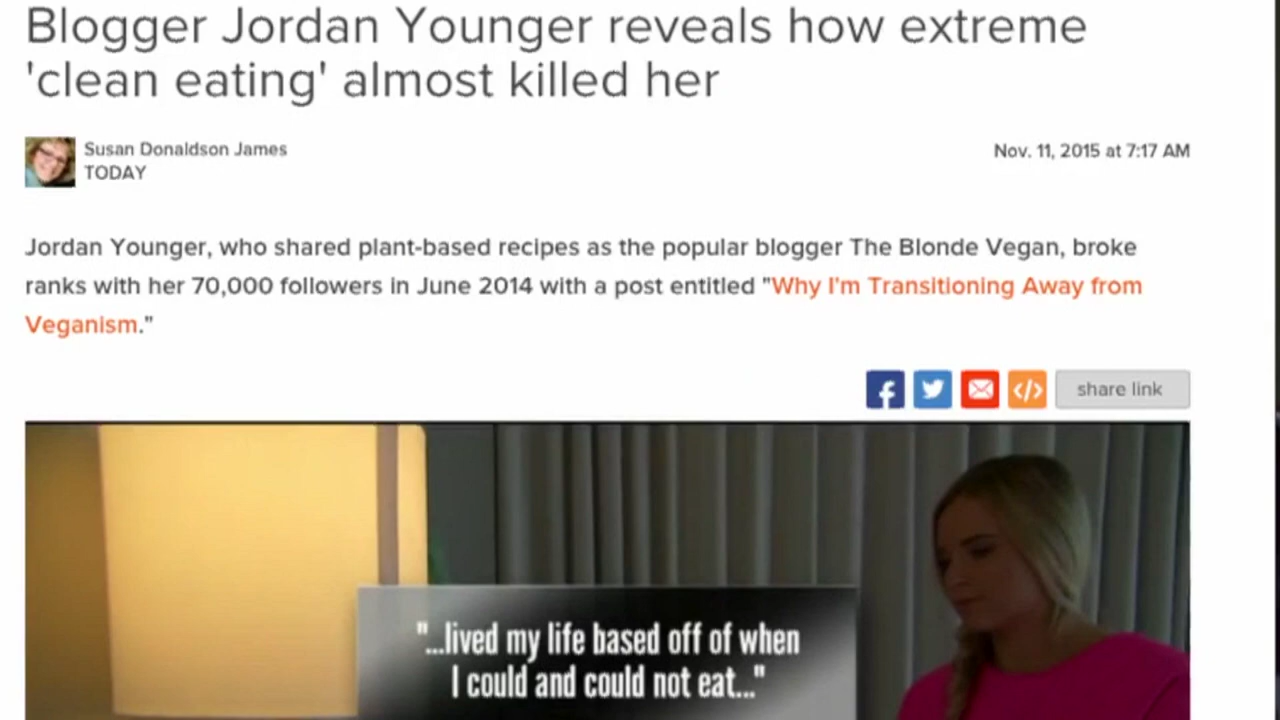 Blogger Jordan Younger reveals how extreme
'clean eating' almost killed her
Susan Donaldson James
TODAY
Nov. 11, 2015 at 7:17 AM
Jordan Younger, who shared plant-based recipes as the popular blogger The Blonde Vegan, broke
ranks with her 70,000 followers in June 2014 with a post entitled "Why I'm Transitioning Away from
Veganism."
share link
"...lived my life based off of when
I could and could not eat..."